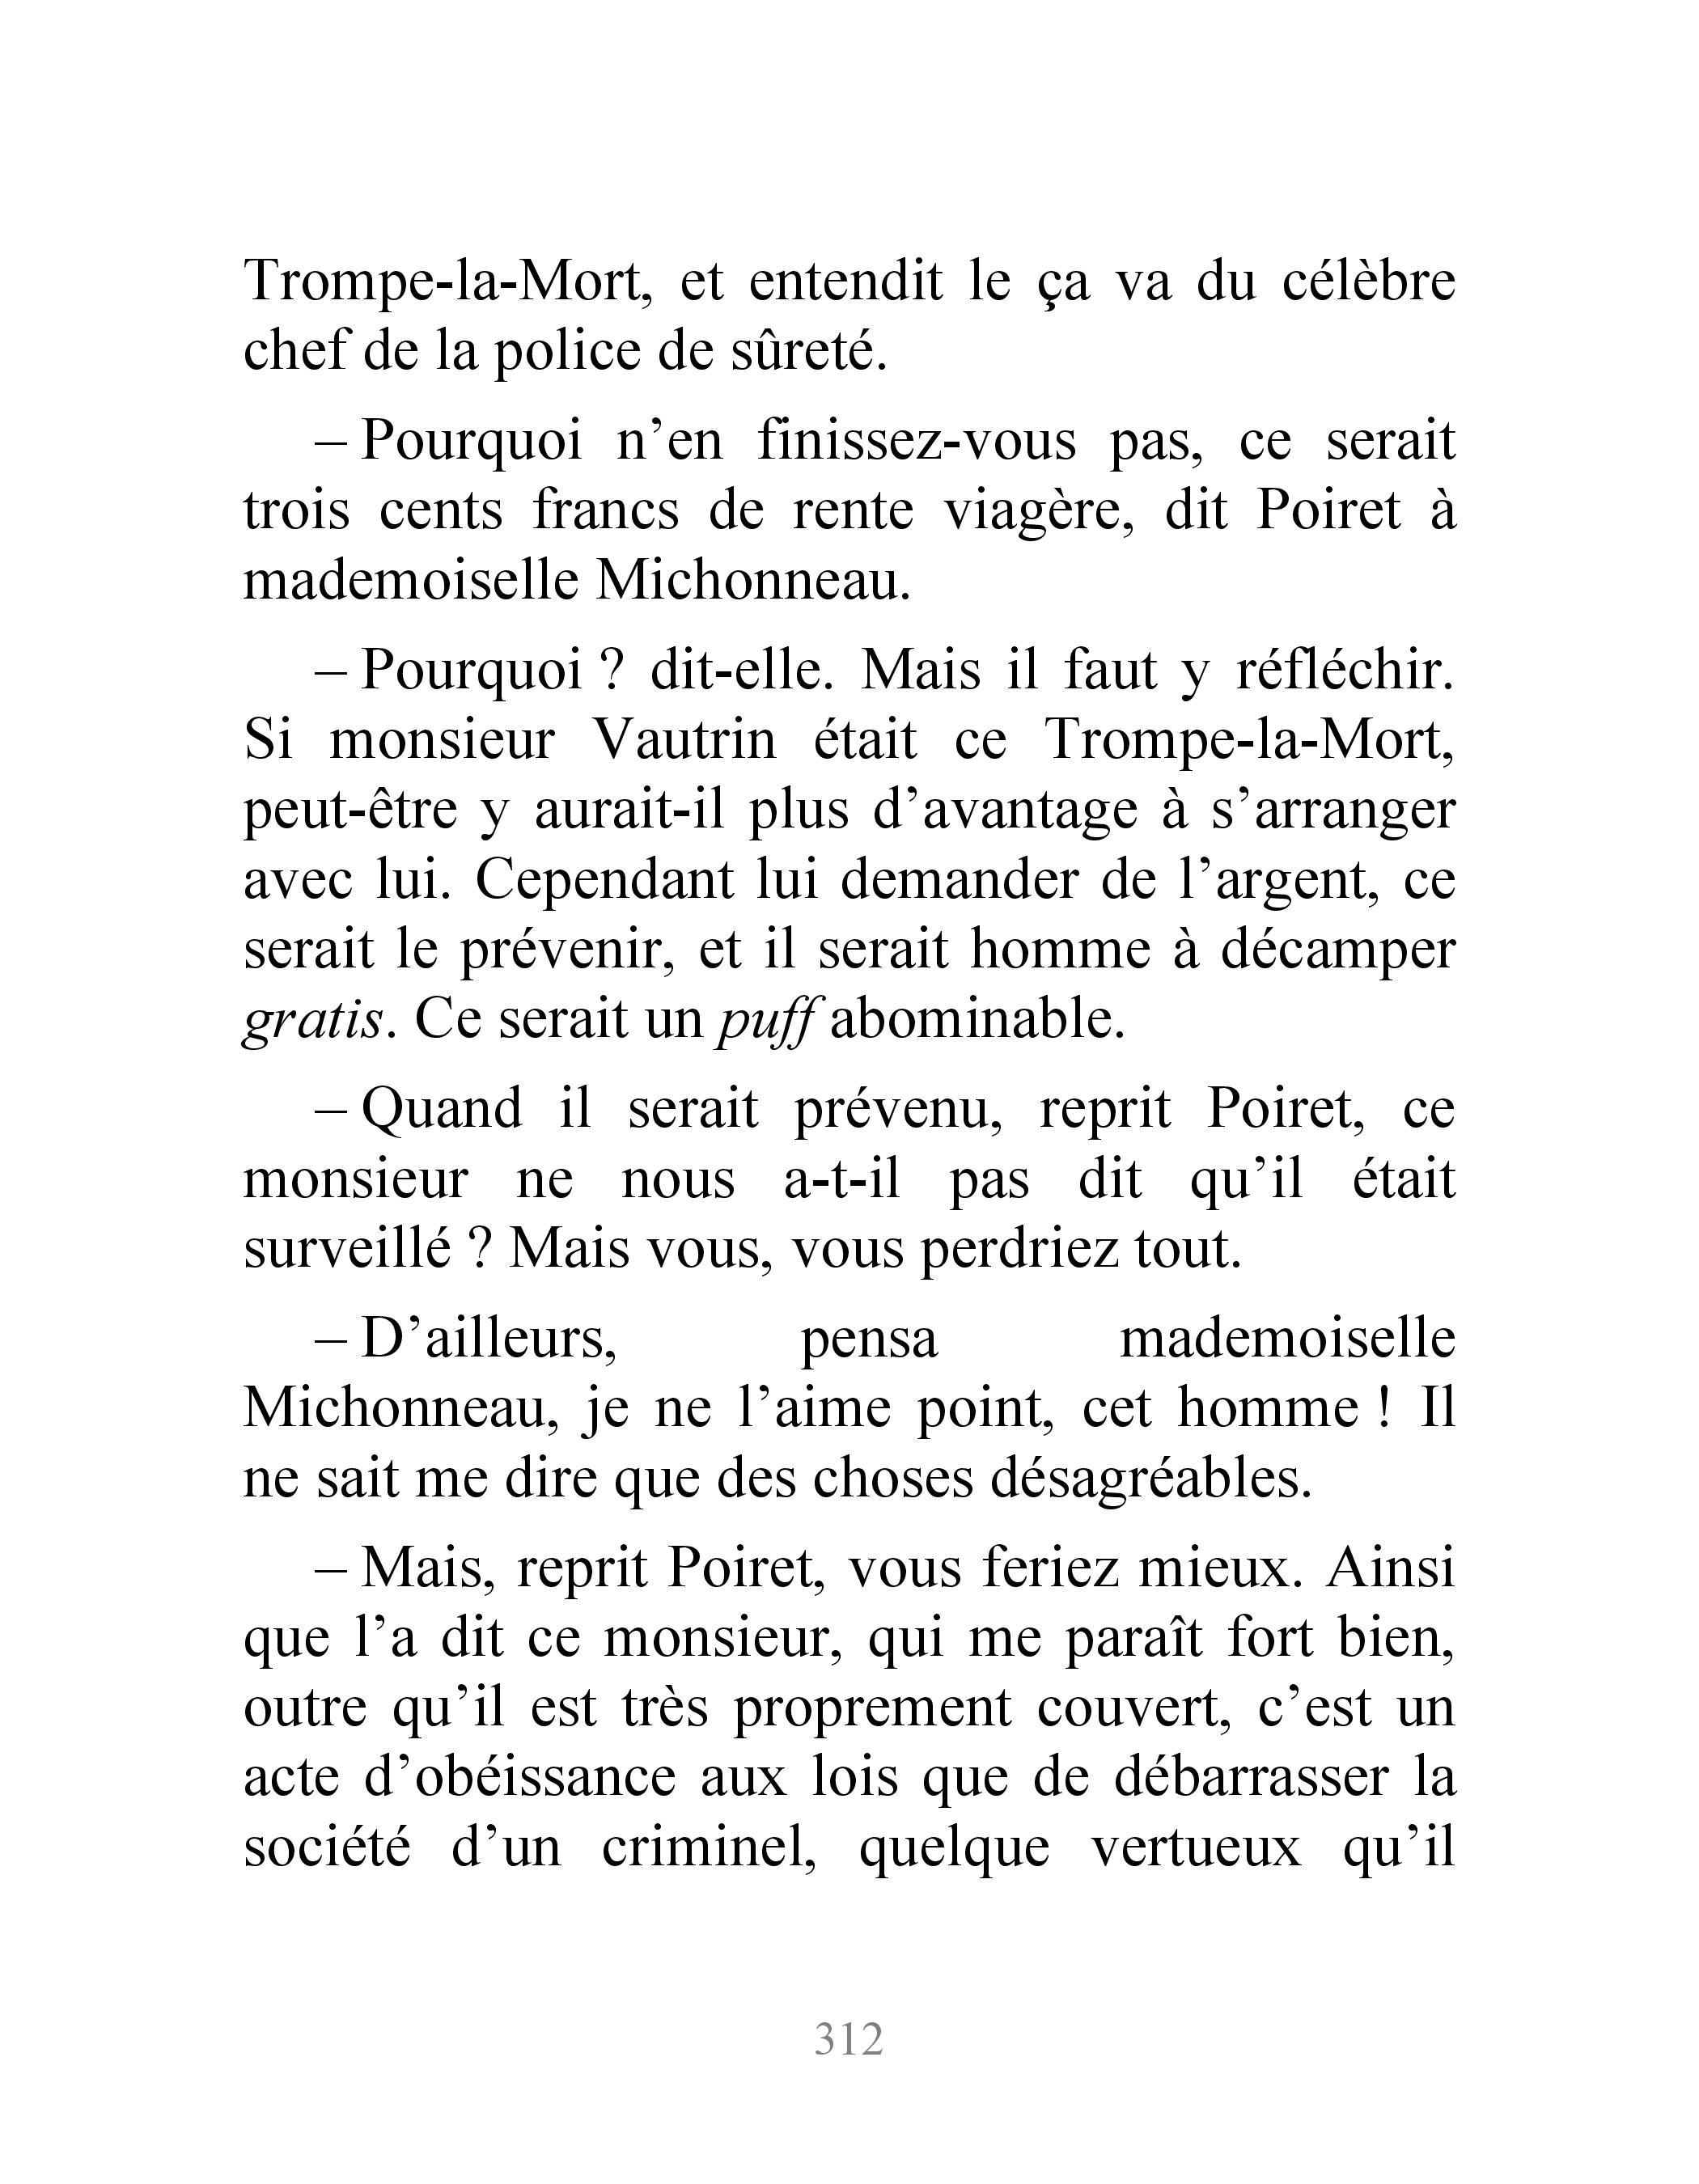 Trompe-la-Mort, et entendit le ça va du célèbre
chef de la police de sûreté.
– Pourquoi n’en finissez-vous pas, ce serait
trois cents francs de rente viagère, dit Poiret à
mademoiselle Michonneau.
– Pourquoi ? dit-elle. Mais il faut y réfléchir.
Si monsieur Vautrin était ce Trompe-la-Mort,
peut-être y aurait-il plus d’avantage à s’arranger
avec lui. Cependant lui demander de l’argent, ce
serait le prévenir, et il serait homme à décamper
gratis. Ce serait un puff abominable.
– Quand il serait prévenu, reprit Poiret, ce
monsieur ne nous a-t-il pas dit qu’il était
surveillé ? Mais vous, vous perdriez tout.
– D’ailleurs, pensa mademoiselle
Michonneau, je ne l’aime point, cet homme ! Il
ne sait me dire que des choses désagréables.
– Mais, reprit Poiret, vous feriez mieux. Ainsi
que l’a dit ce monsieur, qui me paraît fort bien,
outre qu’il est très proprement couvert, c’est un
acte d’obéissance aux lois que de débarrasser la
société d’un criminel, quelque vertueux qu’il
312